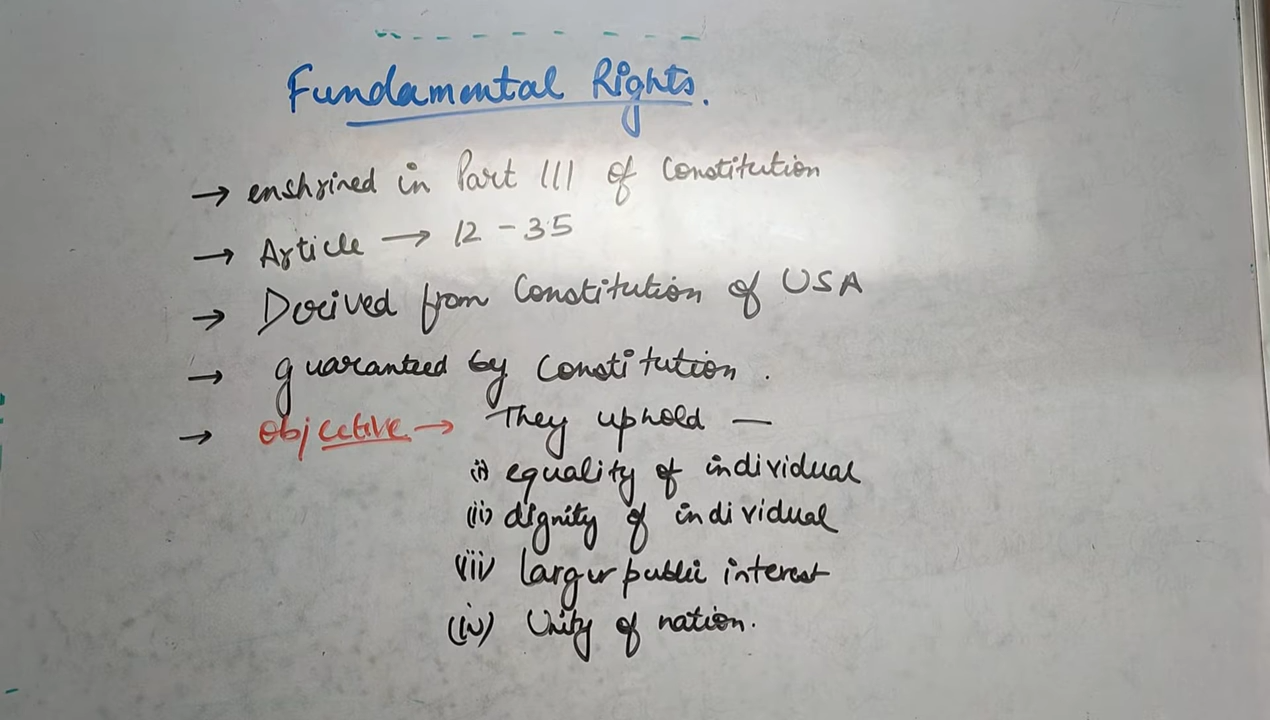 Fundamental Rights.
→ enshrined in Part III of Constitution
→ Article → 12 - 35
→ Derived from Constitution of USA
→ guaranteed by Constitution.
→ objective → They uphold —
(i) equality of individual
(ii) dignity of individual
(iii) larger public interest
(iv) Unity of nation.